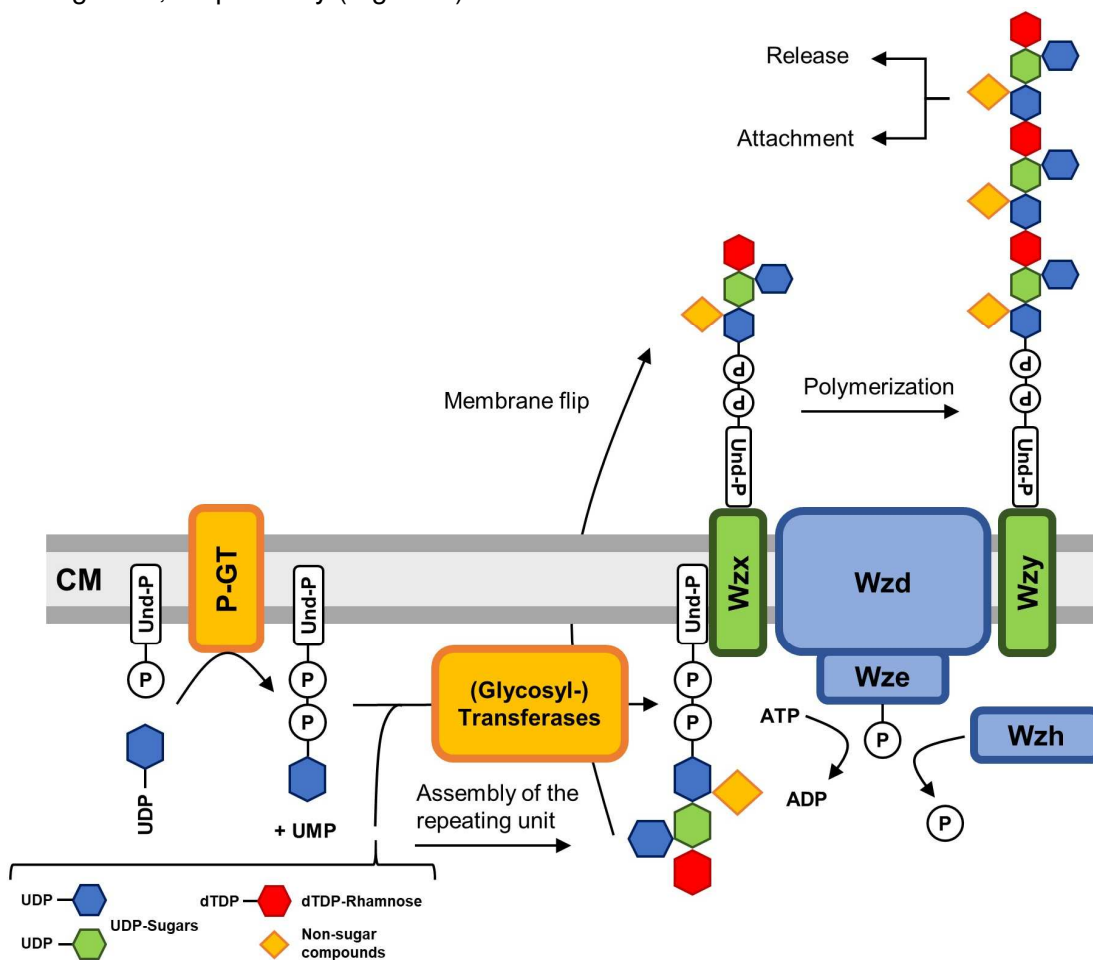 Release
Attachment
Membrane flip
Polymerization
P
P
Und-P
P
P
Und-P
CM
Und-P
P-GT
Und-P
Und-P
Wzx
Wzd
Wzy
P
P
P
UDP
+ UMP
(Glycosyl-)
Transferases
P
P
Wze
P
ATP
ADP
Wzh
P
Assembly of the
repeating unit
UDP
UDP-Sugars
UDP
dTDP
dTDP-Rhamnose
Non-sugar
compounds